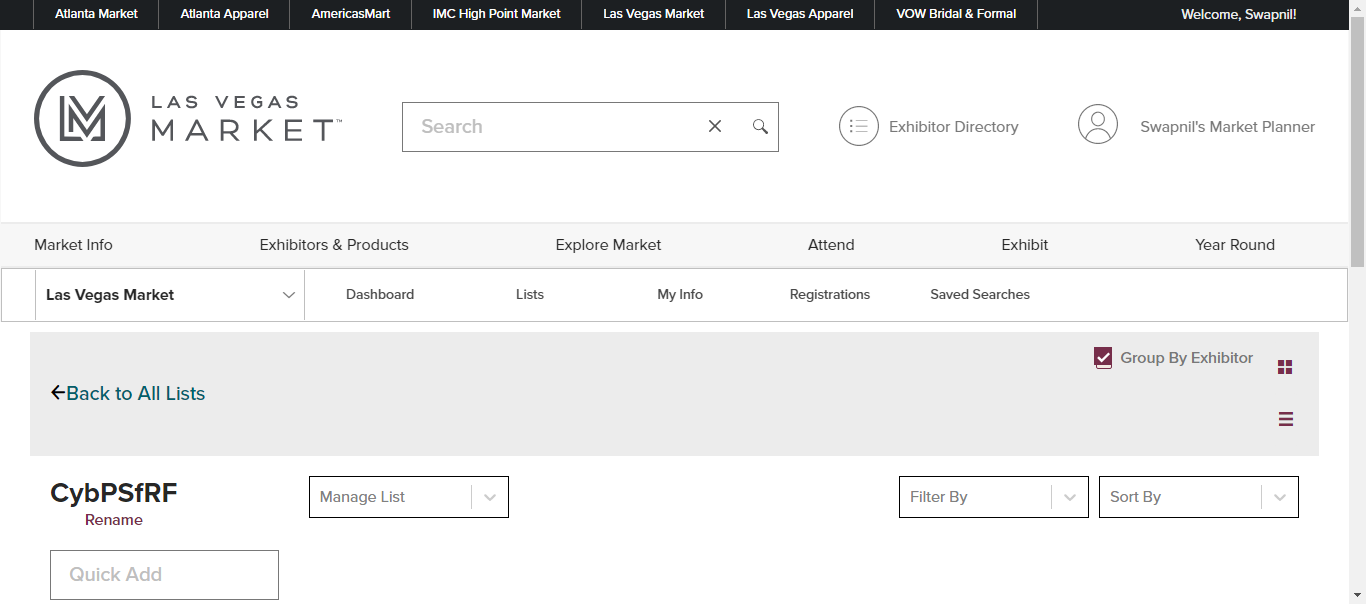 Atlanta Market Atlanta Apparel AmericasMart IMC High Point Market Las Vegas Market Las Vegas Apparel VOW Bridal & Formal Welcome, Swapnil!
LAS VEGAS
MARKET™
Search
Exhibitor Directory
Swapnil's Market Planner
Market Info Exhibitors & Products Explore Market Attend Exhibit Year Round
Las Vegas Market Dashboard Lists My Info Registrations Saved Searches
Group By Exhibitor
Back to All Lists
CybPSfRF Manage List Filter By Sort By
Rename
Quick Add